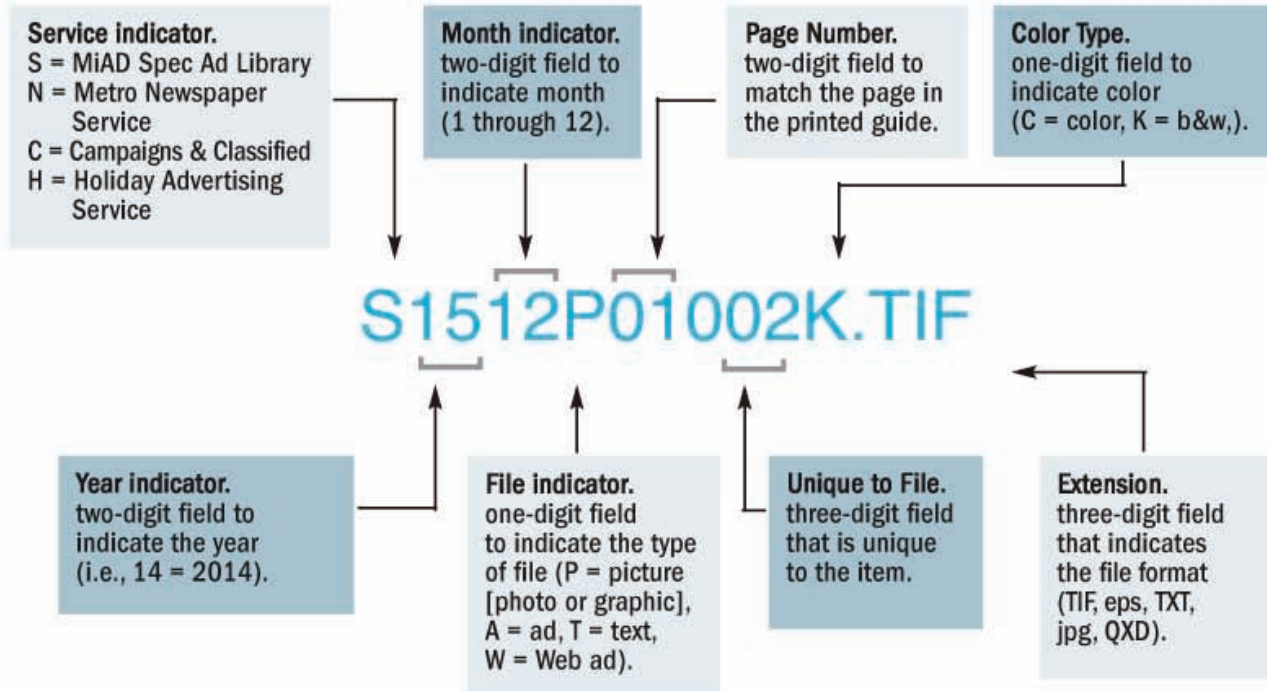 Service indicator.
S = MiAD Spec Ad Library
N = Metro Newspaper
Service
C = Campaigns & Classified
H = Holiday Advertising
Service
Month indicator.
two-digit field to
indicate month
(1 through 12).
Page Number.
two-digit field to
match the page in
the printed guide.
Color Type.
one-digit field to
indicate color
(C = color, K = b&w,).
S1512P01002K.TIF
Year indicator.
two-digit field to
indicate the year
(i.e., 14 = 2014).
File indicator.
one-digit field
to indicate the type
of file (P = picture
[photo or graphic],
A = ad, T = text,
W = Web ad).
Unique to File.
three-digit field
that is unique
to the item.
Extension.
three-digit field
that indicates
the file format
(TIF, eps, TXT,
jpg, QXD).